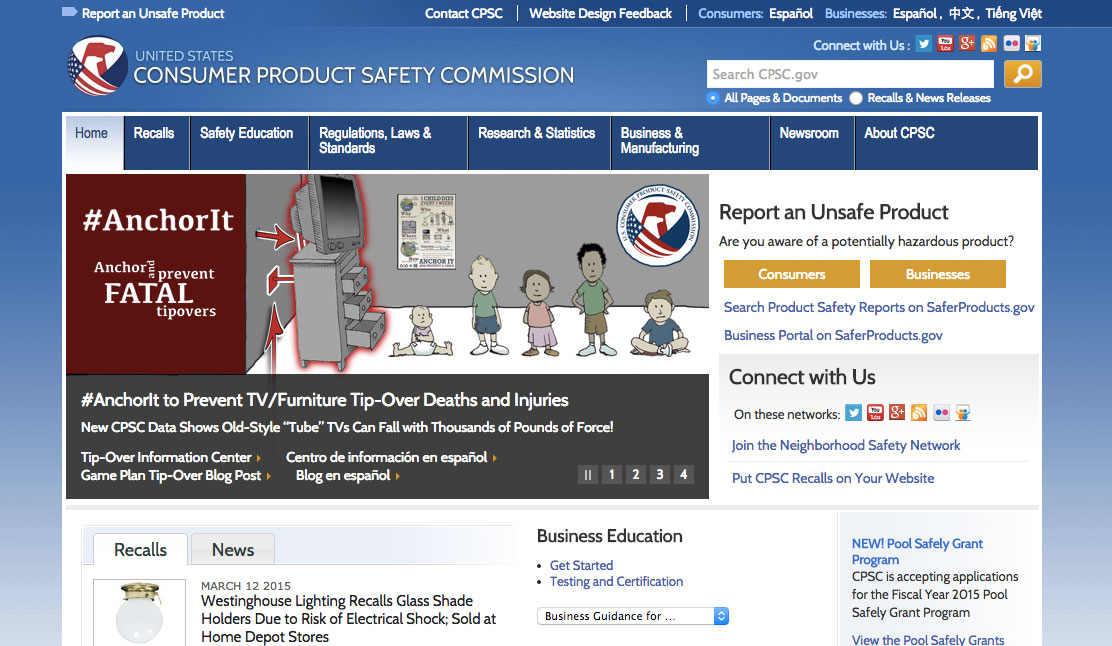 Report an Unsafe Product
Contact CPSC
Website Design Feedback
Consumers: Español
Businesses: Español , 中文 , Tiếng Việt
UNITED STATES
CONSUMER PRODUCT SAFETY COMMISSION
Connect with Us :
Search CPSC.gov
All Pages & Documents
Recalls & News Releases
Home
Recalls
Safety Education
Regulations, Laws &
Standards
Research & Statistics
Business &
Manufacturing
Newsroom
About CPSC
#AnchorIt
Anchor and prevent
FATAL
tipovers
1 CHILD DIES
EVERY 2 WEEKS
Why
Who
What
Where
When
How
ANCHOR IT
AND PROTECT A CHILD
U.S. CONSUMER PRODUCT SAFETY COMMISSION
#AnchorIt to Prevent TV/Furniture Tip-Over Deaths and Injuries
New CPSC Data Shows Old-Style “Tube” TVs Can Fall with Thousands of Pounds of Force!
Tip-Over Information Center
Centro de información en español
Game Plan Tip-Over Blog Post
Blog en español
1 2 3 4
Report an Unsafe Product
Are you aware of a potentially hazardous product?
Consumers
Businesses
Search Product Safety Reports on SaferProducts.gov
Business Portal on SaferProducts.gov
Connect with Us
On these networks:
You
Tube
Join the Neighborhood Safety Network
Put CPSC Recalls on Your Website
Recalls
News
MARCH 12 2015
Westinghouse Lighting Recalls Glass Shade
Holders Due to Risk of Electrical Shock; Sold at
Home Depot Stores
Business Education
Get Started
Testing and Certification
Business Guidance for ...
NEW! Pool Safely Grant
Program
CPSC is accepting applications
for the Fiscal Year 2015 Pool
Safely Grant Program
View the Pool Safely Grants